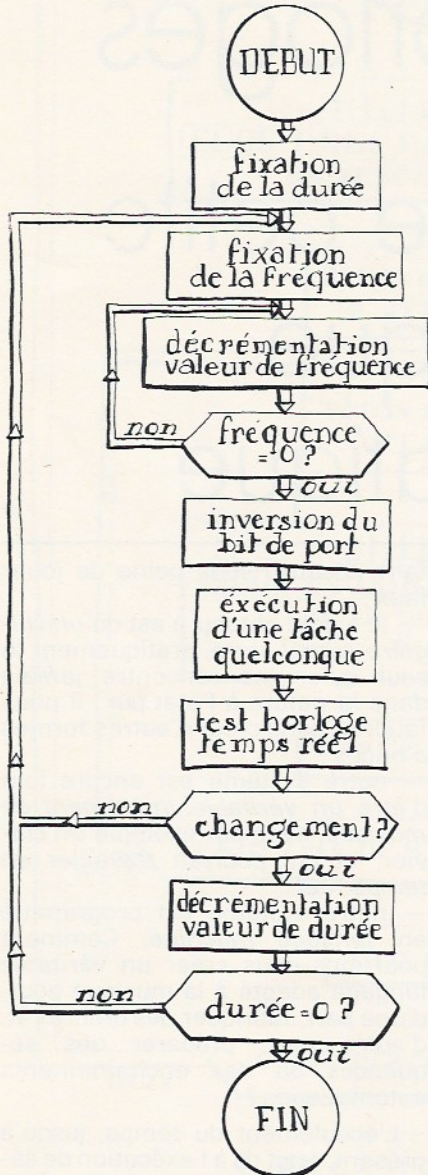 DEBUT
fixation
de la durée
fixation
de la fréquence
décrémentation
valeur de fréquence
non
fréquence
=0?
oui
inversion du
bit de port
éxécution
d'une tâche
quelconque
test horloge
temps réel
non
changement?
oui
décrémentation
valeur de durée
non
durée=0?
oui
FIN